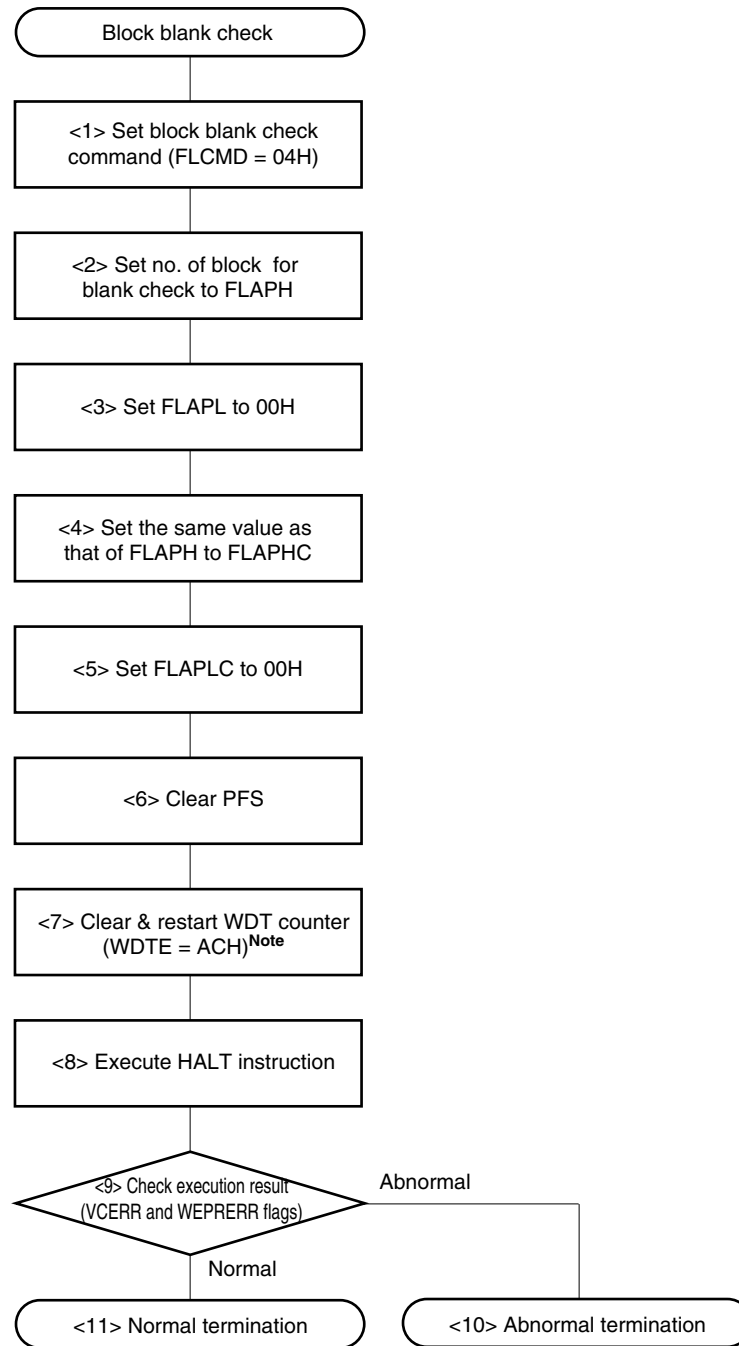 Block blank check
<1> Set block blank check
command (FLCMD = 04H)
<2> Set no. of block for
blank check to FLAPH
<3> Set FLAPL to 00H
<4> Set the same value as
that of FLAPH to FLAPHC
<5> Set FLAPLC to 00H
<6> Clear PFS
<7> Clear & restart WDT counter
(WDTE = ACH)Note
<8> Execute HALT instruction
<9> Check execution result
(VCERR and WEPRERR flags)
Abnormal
Normal
<11> Normal termination
<10> Abnormal termination